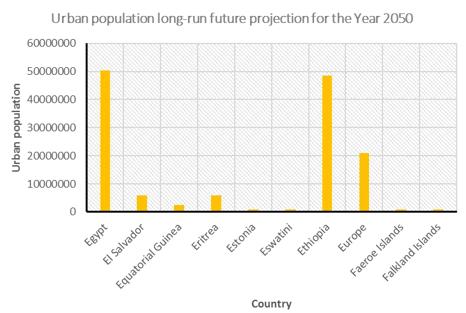 Urban population long-run future projection for the Year 2050
60000000
50000000
40000000
30000000
20000000
10000000
0
Urban population
Egypt
El Salvador
Equatorial Guinea
Eritrea
Estonia
Eswatini
Ethiopia
Europe
Faeroe Islands
Falkland Islands
Country